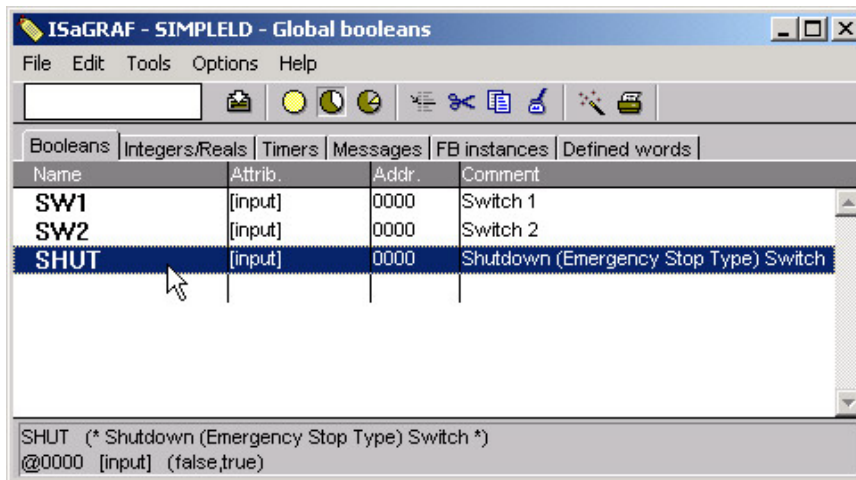 ISaGRAF - SIMPLELD - Global booleans
File Edit Tools Options Help
Booleans Integers/Reals Timers Messages FB instances Defined words
Name Attrib. Addr. Comment
SW1 [input] 0000 Switch 1
SW2 [input] 0000 Switch 2
SHUT [input] 0000 Shutdown (Emergency Stop Type) Switch
SHUT (* Shutdown (Emergency Stop Type) Switch *)
@0000 [input] (false,true)